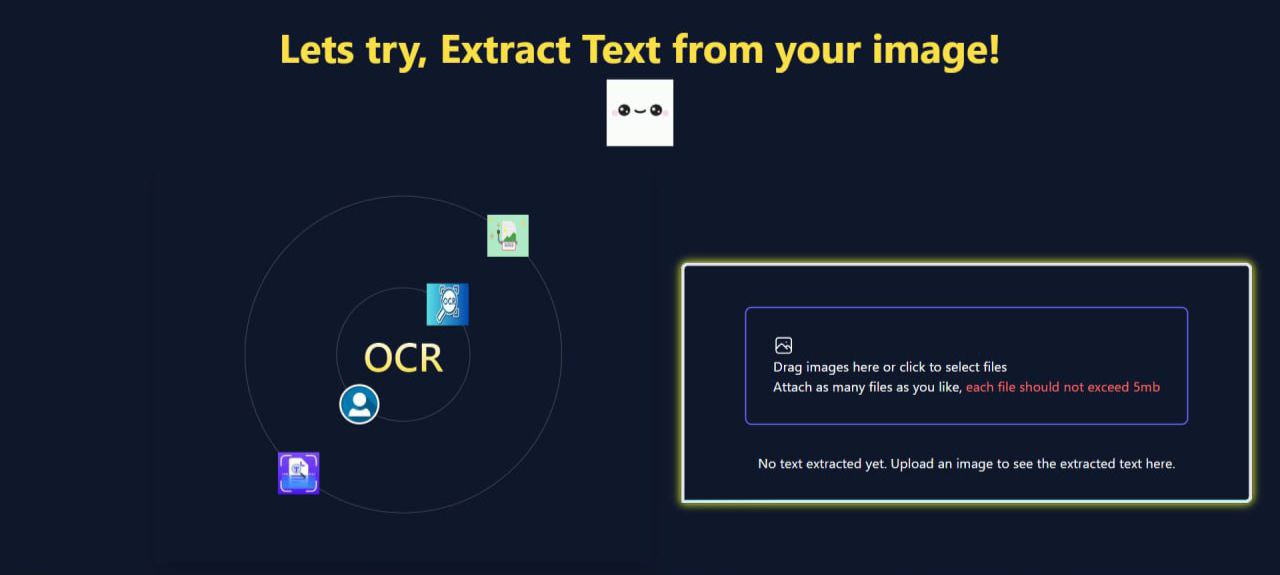 Lets try, Extract Text from your image!
OCR
OCR
Drag images here or click to select files
Attach as many files as you like, each file should not exceed 5mb
No text extracted yet. Upload an image to see the extracted text here.